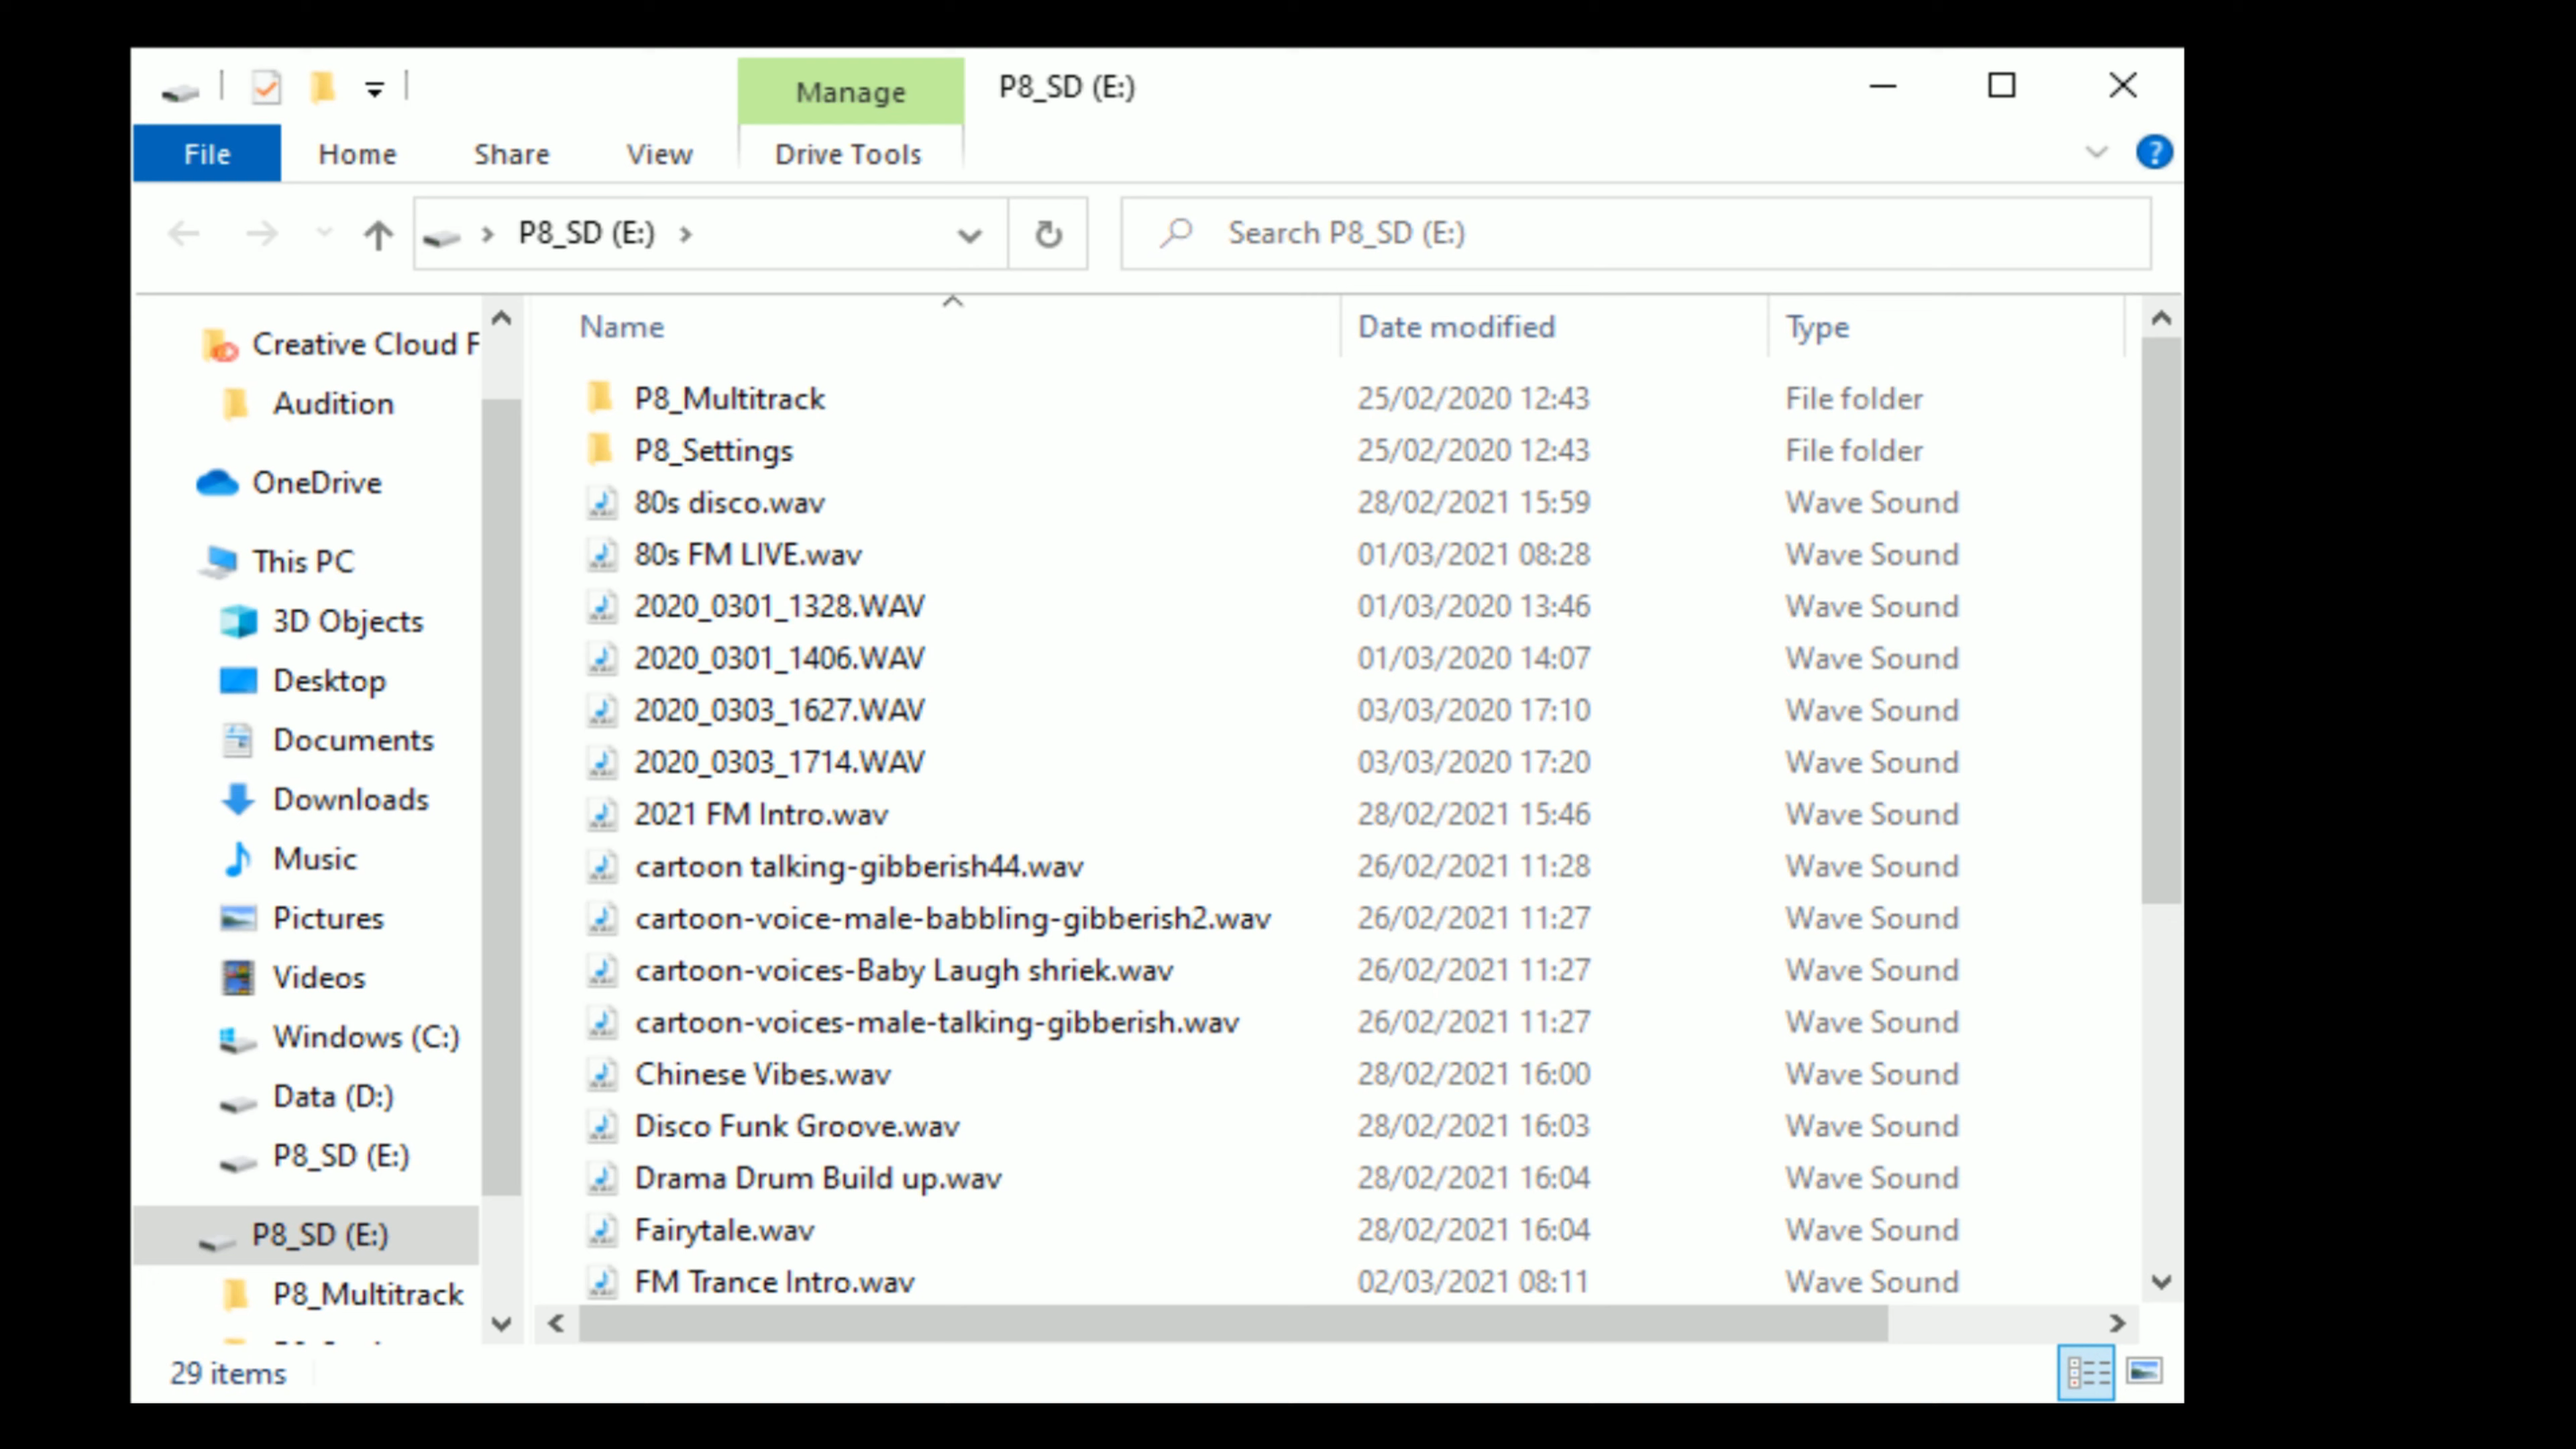 Manage
P8_SD (E:)
File Home Share View Drive Tools
P8_SD (E:)
Search P8_SD (E:)
Creative Cloud F
Audition
OneDrive
This PC
3D Objects
Desktop
Documents
Downloads
Music
Pictures
Videos
Windows (C:)
Data (D:)
P8_SD (E:)
P8_SD (E:)
P8_Multitrack
Name Date modified Type
P8_Multitrack 25/02/2020 12:43 File folder
P8_Settings 25/02/2020 12:43 File folder
80s disco.wav 28/02/2021 15:59 Wave Sound
80s FM LIVE.wav 01/03/2021 08:28 Wave Sound
2020_0301_1328.WAV 01/03/2020 13:46 Wave Sound
2020_0301_1406.WAV 01/03/2020 14:07 Wave Sound
2020_0303_1627.WAV 03/03/2020 17:10 Wave Sound
2020_0303_1714.WAV 03/03/2020 17:20 Wave Sound
2021 FM Intro.wav 28/02/2021 15:46 Wave Sound
cartoon talking-gibberish44.wav 26/02/2021 11:28 Wave Sound
cartoon-voice-male-babbling-gibberish2.wav 26/02/2021 11:27 Wave Sound
cartoon-voices-Baby Laugh shriek.wav 26/02/2021 11:27 Wave Sound
cartoon-voices-male-talking-gibberish.wav 26/02/2021 11:27 Wave Sound
Chinese Vibes.wav 28/02/2021 16:00 Wave Sound
Disco Funk Groove.wav 28/02/2021 16:03 Wave Sound
Drama Drum Build up.wav 28/02/2021 16:04 Wave Sound
Fairytale.wav 28/02/2021 16:04 Wave Sound
FM Trance Intro.wav 02/03/2021 08:11 Wave Sound
29 items